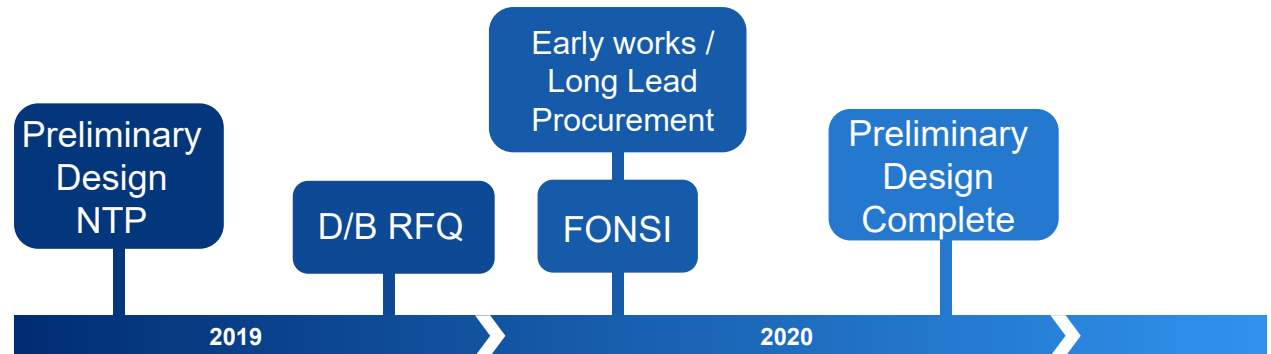 Preliminary
Design
NTP
D/B RFQ
Early works /
Long Lead
Procurement
FONSI
Preliminary
Design
Complete
2019
2020